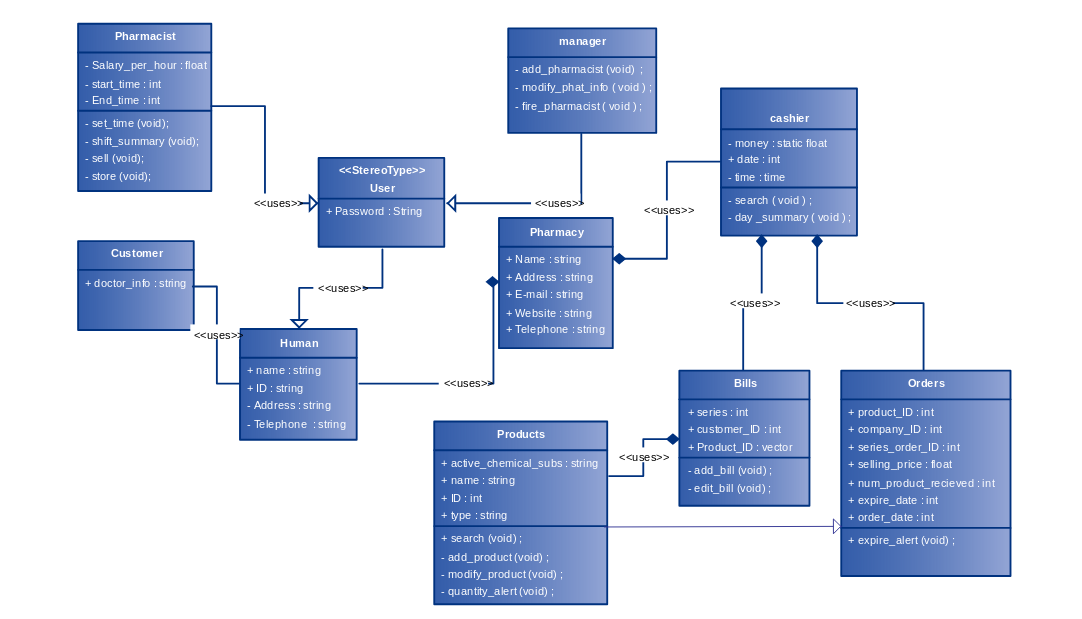 Pharmacist
- Salary_per_hour : float
- start_time : int
- End_time : int
- set_time (void);
- shift_summary (void);
- sell (void);
- store (void);
manager
- add_pharmacist (void) ;
- modify_phat_info ( void ) ;
- fire_pharmacist ( void ) ;
cashier
- money : static float
+ date : int
- time : time
- search ( void ) ;
- day _summary ( void ) ;
<<StereoType>>
User
+ Password : String
<<uses>>
<<uses>>
<<uses>>
Pharmacy
+ Name : string
+ Address : string
+ E-mail : string
+ Website : string
+ Telephone : string
Customer
+ doctor_info : string
<<uses>>
<<uses>>
<<uses>>
<<uses>>
Human
+ name : string
+ ID : string
- Address : string
- Telephone : string
<<uses>>
Bills
+ series : int
+ customer_ID : int
+ Product_ID : vector
- add_bill (void) ;
- edit_bill (void) ;
Orders
+ product_ID : int
+ company_ID : int
+ series_order_ID : int
+ selling_price : float
+ num_product_recieved : int
+ expire_date : int
+ order_date : int
+ expire_alert (void) ;
Products
+ active_chemical_subs : string
+ name : string
+ ID : int
+ type : string
+ search (void) ;
- add_product (void) ;
- modify_product (void) ;
- quantity_alert (void) ;
<<uses>>